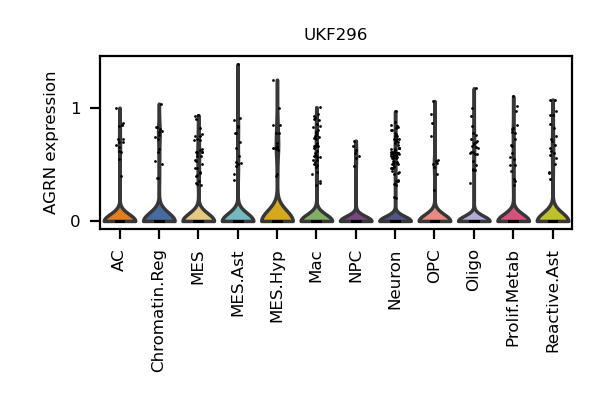 UKF296
AGRN expression
1
0
AC
Chromatin.Reg
MES
MES.Ast
MES.Hyp
Mac
NPC
Neuron
OPC
Oligo
Prolif.Metab
Reactive.Ast